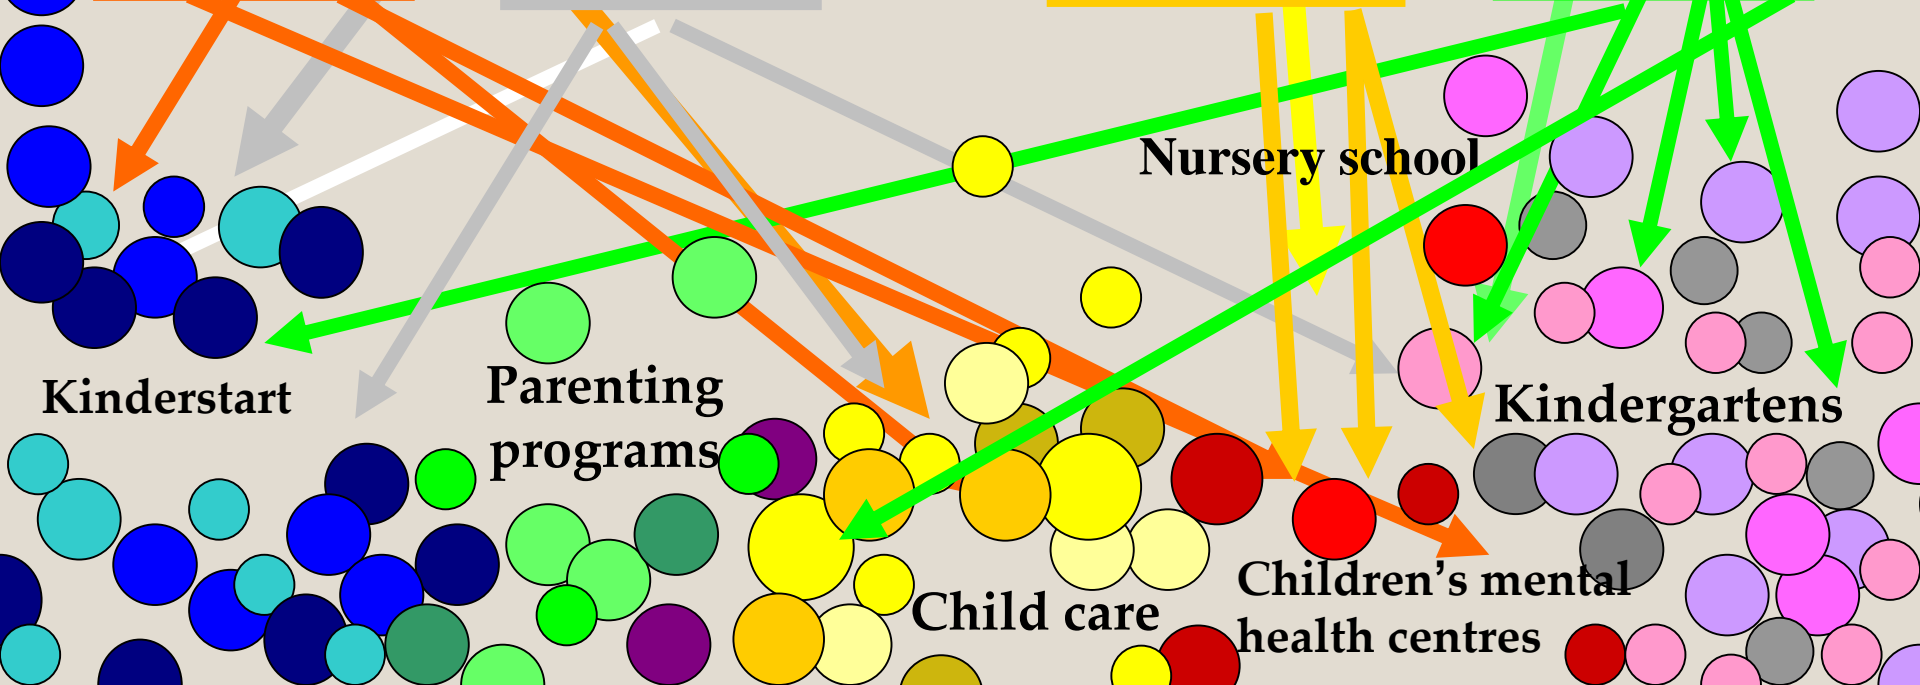 Nursery school
Kinderstart
Parenting
programs
Kindergartens
Child care
Children’s mental
health centres